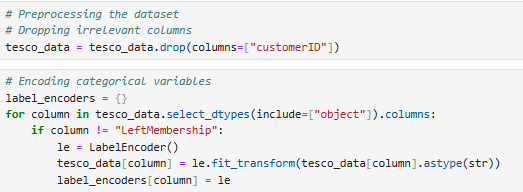 # Preprocessing the dataset
# Dropping irrelevant columns
tesco_data = tesco_data.drop(columns=["customerID"])
# Encoding categorical variables
label_encoders = {}
for column in tesco_data.select_dtypes(include=["object"]).columns:
    if column != "LeftMembership":
        le = LabelEncoder()
        tesco_data[column] = le.fit_transform(tesco_data[column].astype(str))
        label_encoders[column] = le